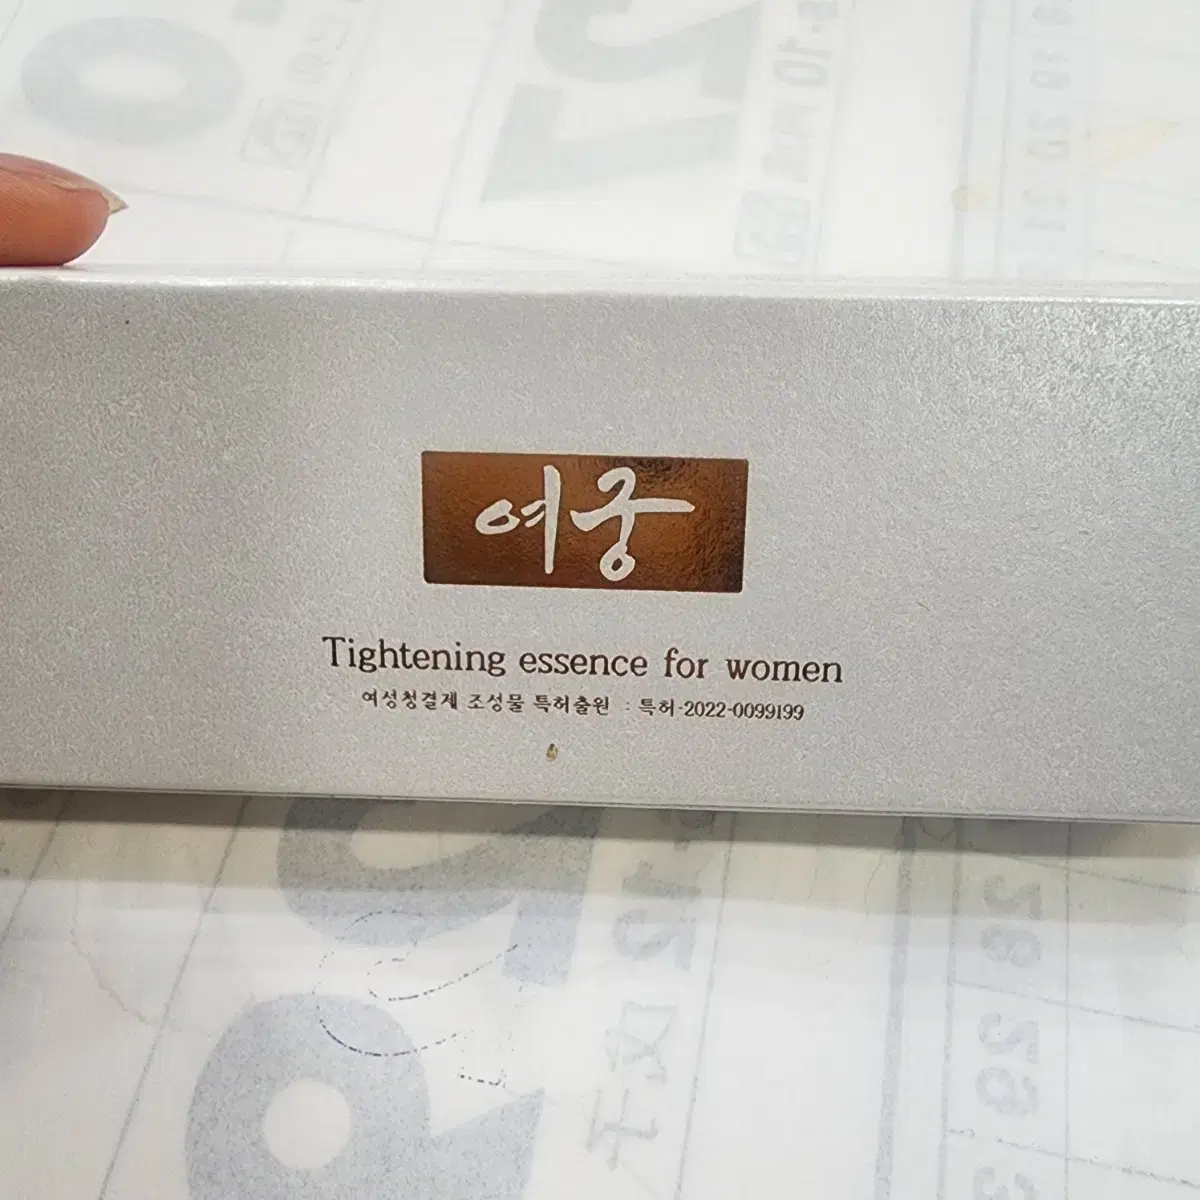 여궁
Tightening essence for women
여성청결제 조성물 특허출원 : 특허-2022-0099199